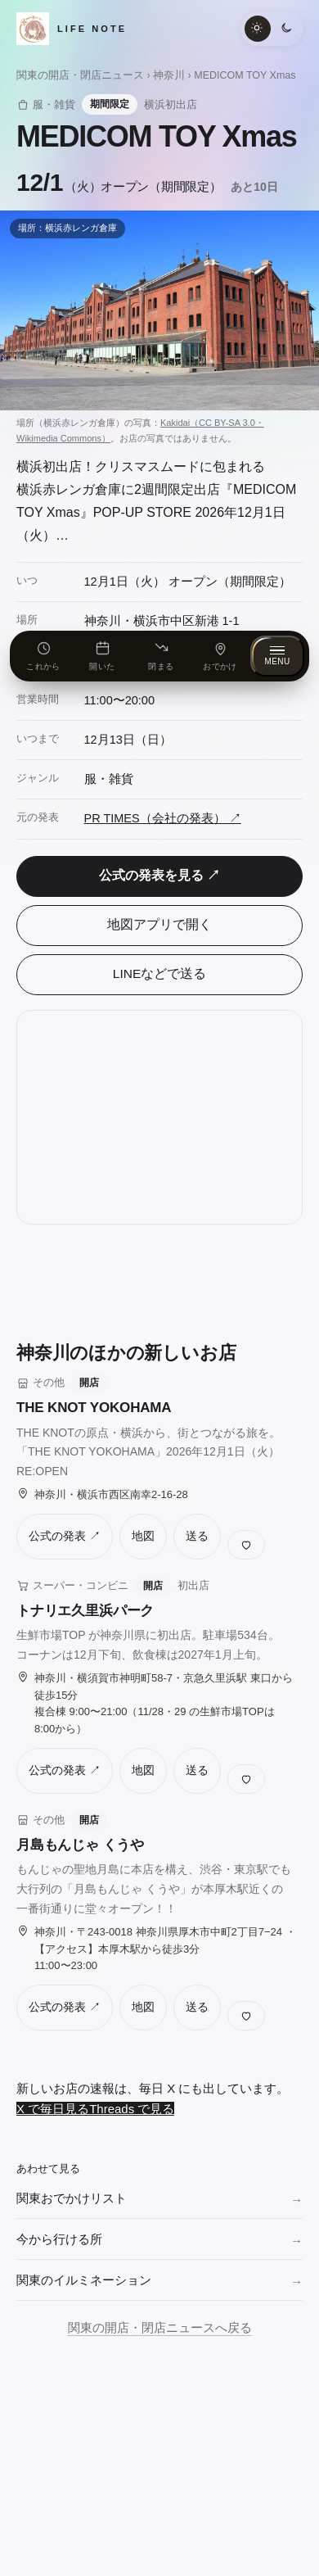 LIFE NOTE
関東の開店・閉店ニュース › 神奈川 › MEDICOM TOY Xmas
服・雑貨 期間限定 横浜初出店
MEDICOM TOY Xmas
12/1（火）オープン（期間限定） あと10日
場所：横浜赤レンガ倉庫
場所（横浜赤レンガ倉庫）の写真：Kakidai（CC BY-SA 3.0・
Wikimedia Commons）。お店の写真ではありません。
横浜初出店！クリスマスムードに包まれる
横浜赤レンガ倉庫に2週間限定出店『MEDICOM
TOY Xmas』POP-UP STORE 2026年12月1日
（火）…
いつ 12月1日（火） オープン（期間限定）
場所 神奈川・横浜市中区新港 1-1
これから 開いた 閉まる おでかけ MENU
営業時間 11:00〜20:00
いつまで 12月13日（日）
ジャンル 服・雑貨
元の発表 PR TIMES（会社の発表） ↗
公式の発表を見る ↗
地図アプリで開く
LINEなどで送る
神奈川のほかの新しいお店
その他 開店
THE KNOT YOKOHAMA
THE KNOTの原点・横浜から、街とつながる旅を。
「THE KNOT YOKOHAMA」2026年12月1日（火）
RE:OPEN
神奈川・横浜市西区南幸2-16-28
公式の発表 ↗ 地図 送る
スーパー・コンビニ 開店 初出店
トナリエ久里浜パーク
生鮮市場TOP が神奈川県に初出店。駐車場534台。
コーナンは12月下旬、飲食棟は2027年1月上旬。
神奈川・横須賀市神明町58-7・京急久里浜駅 東口から
徒歩15分
複合棟 9:00〜21:00（11/28・29 の生鮮市場TOPは
8:00から）
公式の発表 ↗ 地図 送る
その他 開店
月島もんじゃ くうや
もんじゃの聖地月島に本店を構え、渋谷・東京駅でも
大行列の「月島もんじゃ くうや」が本厚木駅近くの
一番街通りに堂々オープン！！
神奈川・〒243-0018 神奈川県厚木市中町2丁目7−24 ・
【アクセス】本厚木駅から徒歩3分
11:00〜23:00
公式の発表 ↗ 地図 送る
新しいお店の速報は、毎日 X にも出しています。
X で毎日見るThreads で見る
あわせて見る
関東おでかけリスト →
今から行ける所 →
関東のイルミネーション →
関東の開店・閉店ニュースへ戻る